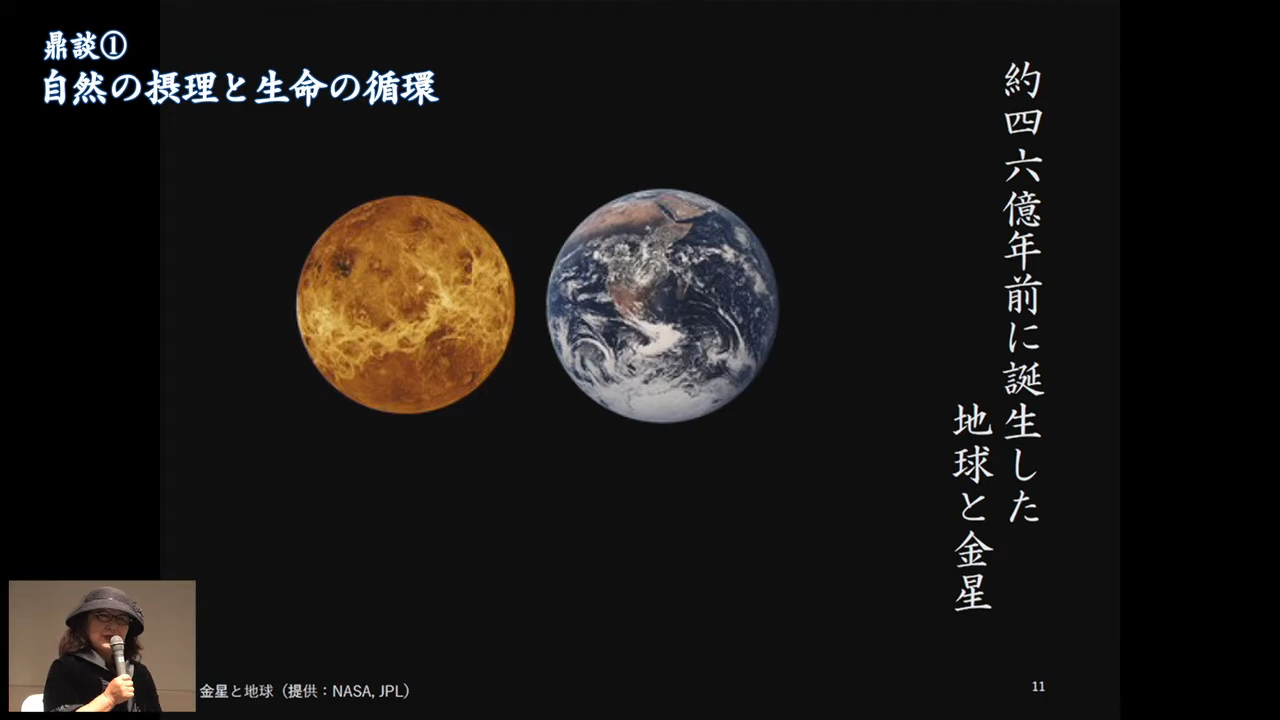 鼎談①
自然の摂理と生命の循環
約四六億年前に誕生した
地球と金星
金星と地球（提供：NASA, JPL）
11